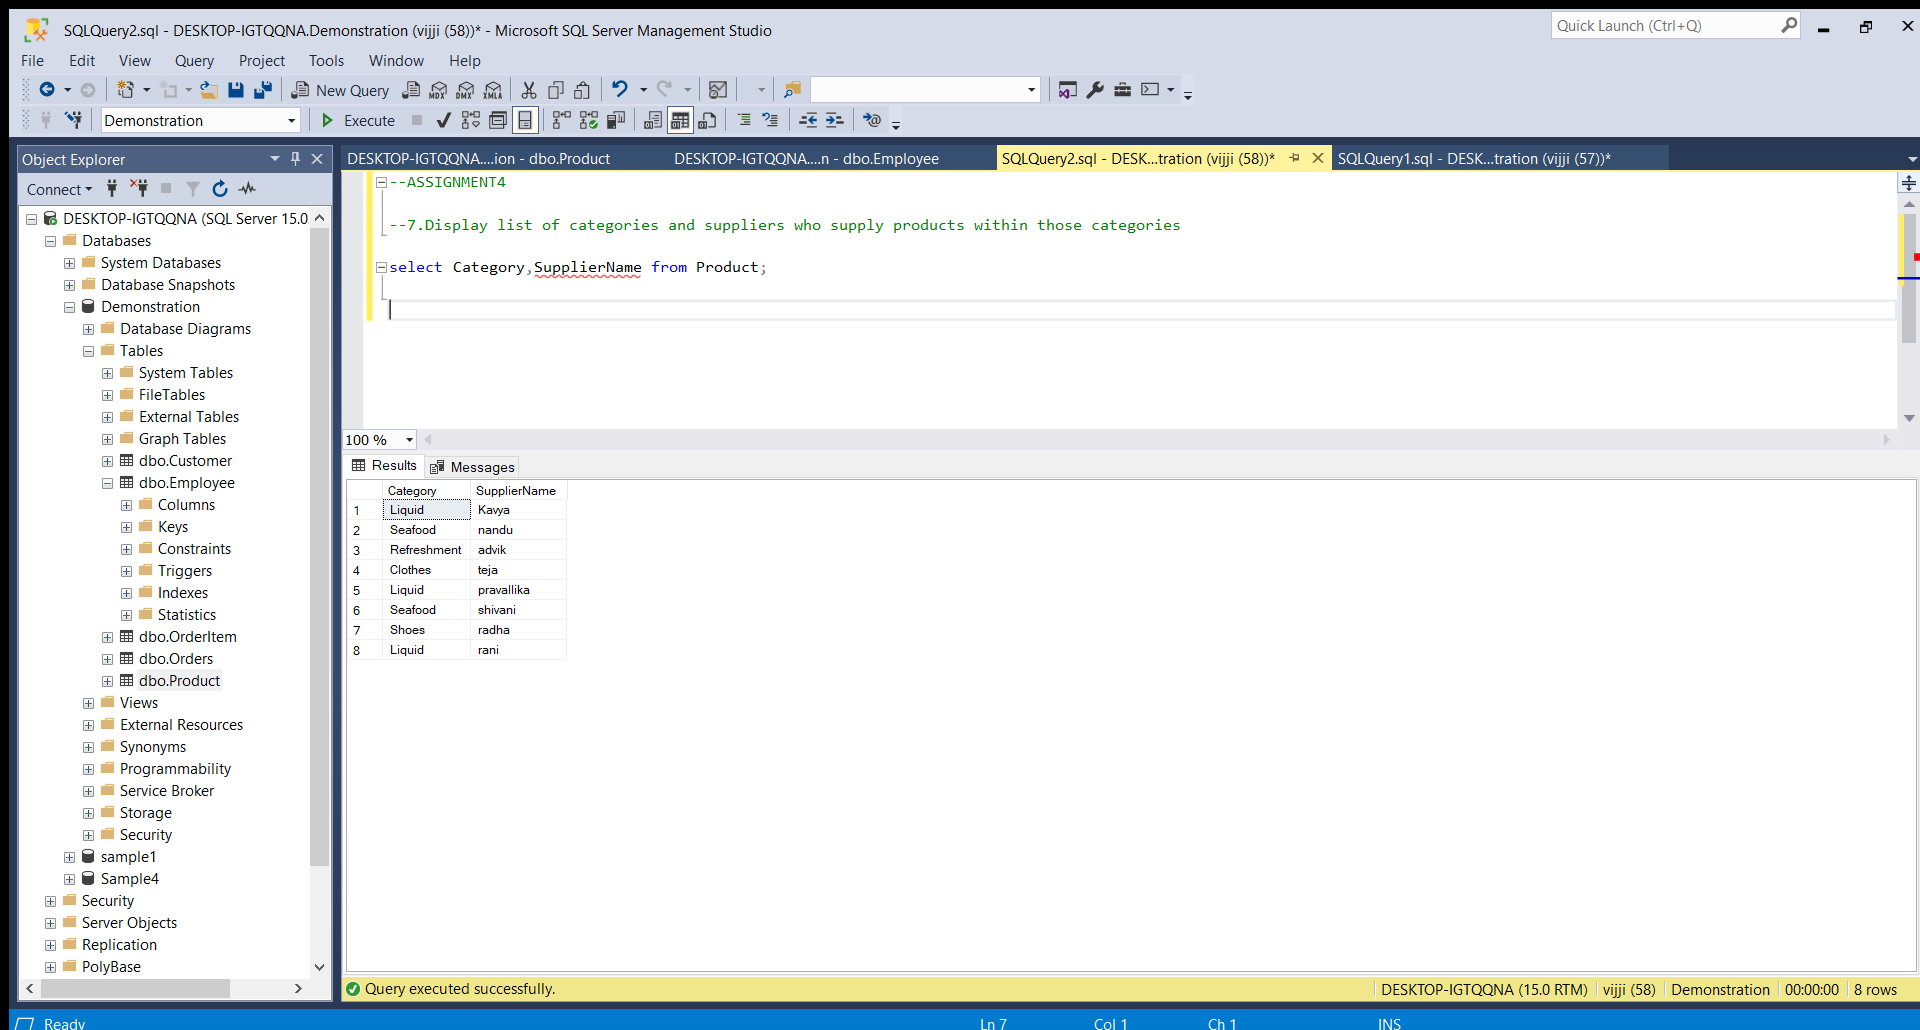 SQLQuery2.sql - DESKTOP-IGTQQNA.Demonstration (vijji (58))* - Microsoft SQL Server Management Studio
Quick Launch (Ctrl+Q)
File Edit View Query Project Tools Window Help
New Query MDX DMX XMLA
Demonstration Execute
Object Explorer
Connect
DESKTOP-IGTQQNA (SQL Server 15.0
Databases
System Databases
Database Snapshots
Demonstration
Database Diagrams
Tables
System Tables
FileTables
External Tables
Graph Tables
dbo.Customer
dbo.Employee
Columns
Keys
Constraints
Triggers
Indexes
Statistics
dbo.OrderItem
dbo.Orders
dbo.Product
Views
External Resources
Synonyms
Programmability
Service Broker
Storage
Security
sample1
Sample4
Security
Server Objects
Replication
PolyBase
DESKTOP-IGTQQNA....ion - dbo.Product DESKTOP-IGTQQNA....n - dbo.Employee SQLQuery2.sql - DESK...tration (vijji (58))* SQLQuery1.sql - DESK...tration (vijji (57))*
--ASSIGNMENT4
--7.Display list of categories and suppliers who supply products within those categories
select Category,SupplierName from Product;
100 %
Results Messages
Category SupplierName
1 Liquid Kavya
2 Seafood nandu
3 Refreshment advik
4 Clothes teja
5 Liquid pravallika
6 Seafood shivani
7 Shoes radha
8 Liquid rani
Query executed successfully. DESKTOP-IGTQQNA (15.0 RTM) vijji (58) Demonstration 00:00:00 8 rows
Ready Ln 7 Col 1 Ch 1 INS